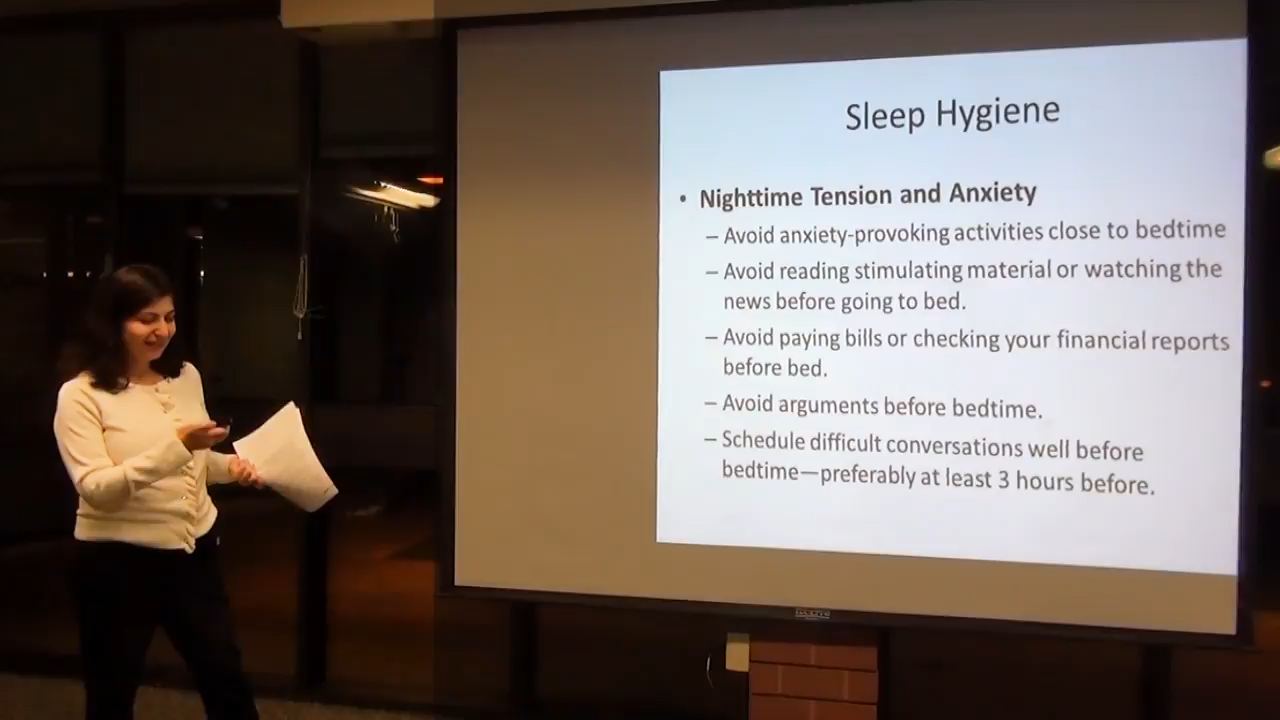 Sleep Hygiene
• Nighttime Tension and Anxiety
– Avoid anxiety-provoking activities close to bedtime
– Avoid reading stimulating material or watching the
news before going to bed.
– Avoid paying bills or checking your financial reports
before bed.
– Avoid arguments before bedtime.
– Schedule difficult conversations well before
bedtime—preferably at least 3 hours before.